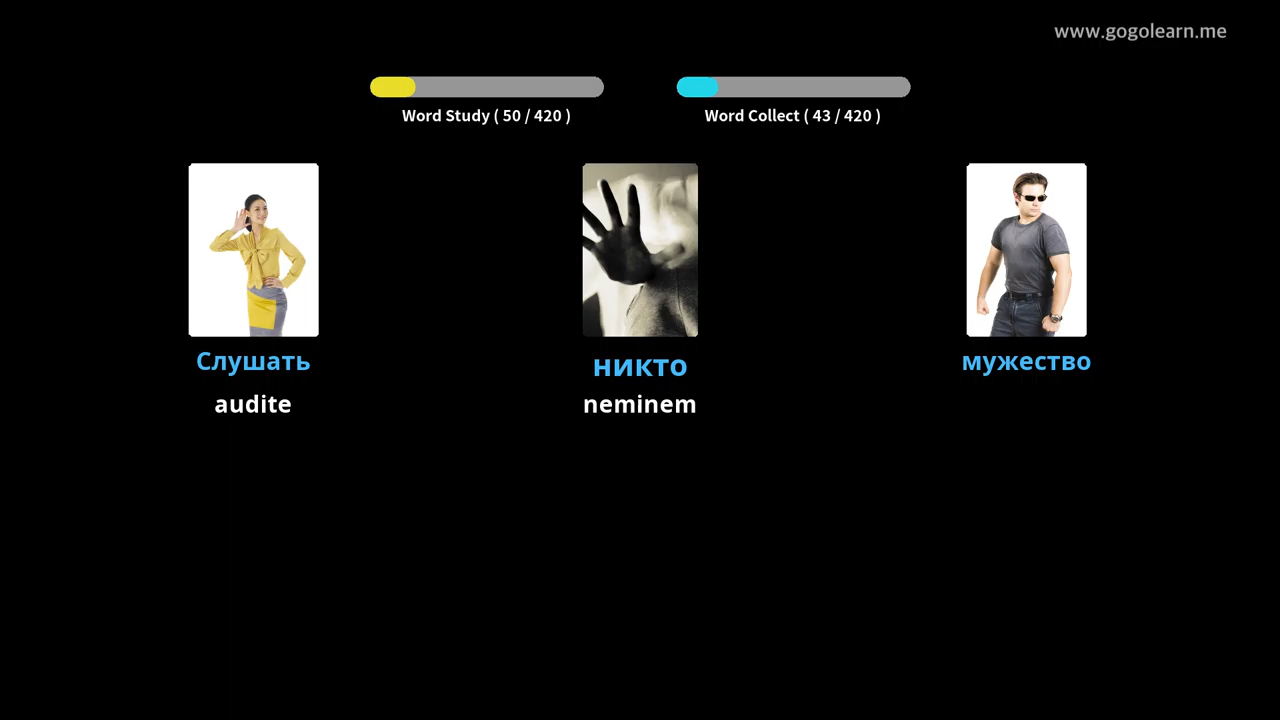 www.gogolearn.me
Word Study ( 50 / 420 )
Word Collect ( 43 / 420 )
Слушать
никто
мужество
audite
neminem